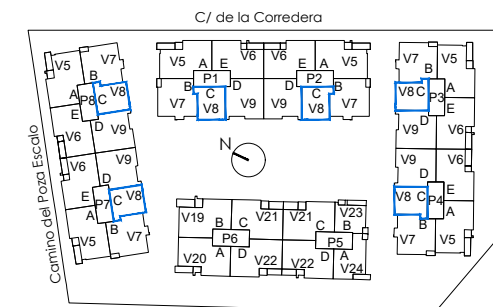 C/ de la Corredera
V5 A E V6 V6 E A V5
P1 P2
B C D D C B
V7 V8 V9 V9 V8 V7
V7 B V5 A P8 C V8 E D V6 V9
V6 D V9 E P7 C V8 A B V5 V7
V7 B V5 A V8 C P3 E D V6 V9
V9 D V6 E V8 C P4 A B V7 V5
N
Camino del Poza Escalo
V19 V21 V21 V23
B C C B
P6 P5
A D D A
V20 V22 V22 V24